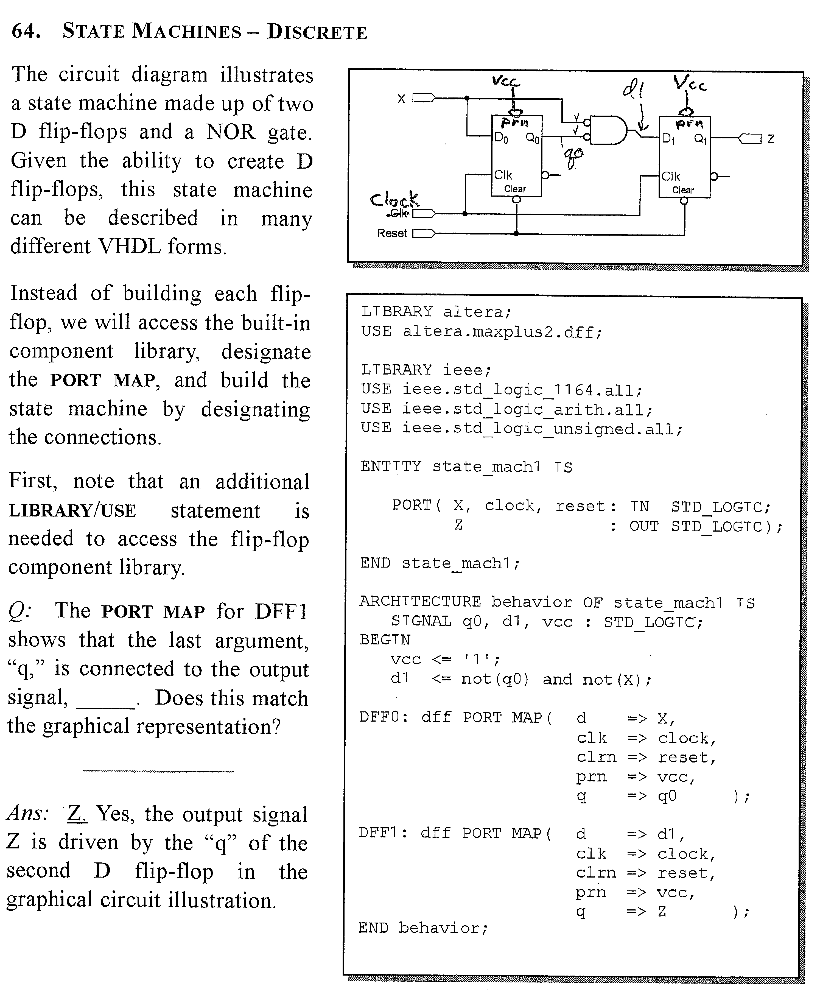 64. STATE MACHINES – DISCRETE
The circuit diagram illustrates
a state machine made up of two
D flip-flops and a NOR gate.
Given the ability to create D
flip-flops, this state machine
can be described in many
different VHDL forms.
Instead of building each flip-
flop, we will access the built-in
component library, designate
the PORT MAP, and build the
state machine by designating
the connections.
First, note that an additional
LIBRARY/USE statement is
needed to access the flip-flop
component library.
Q: The PORT MAP for DFF1
shows that the last argument,
“q,” is connected to the output
signal, _____. Does this match
the graphical representation?
Ans: Z. Yes, the output signal
Z is driven by the “q” of the
second D flip-flop in the
graphical circuit illustration.
Vcc d1 Vcc
X
prn prn
D0 Q0 D1 Q1 Z
q0
Clk Clk
Clear Clear
Clock
Clk
Reset
LIBRARY altera;
USE altera.maxplus2.dff;
LIBRARY ieee;
USE ieee.std_logic_1164.all;
USE ieee.std_logic_arith.all;
USE ieee.std_logic_unsigned.all;
ENTITY state_mach1 IS
PORT( X, clock, reset: IN STD_LOGIC;
Z : OUT STD_LOGIC);
END state_mach1;
ARCHITECTURE behavior OF state_mach1 IS
SIGNAL q0, d1, vcc : STD_LOGIC;
BEGIN
vcc <= '1';
d1 <= not(q0) and not(X);
DFF0: dff PORT MAP( d => X,
clk => clock,
clrn => reset,
prn => vcc,
q => q0 );
DFF1: dff PORT MAP( d => d1,
clk => clock,
clrn => reset,
prn => vcc,
q => Z );
END behavior;